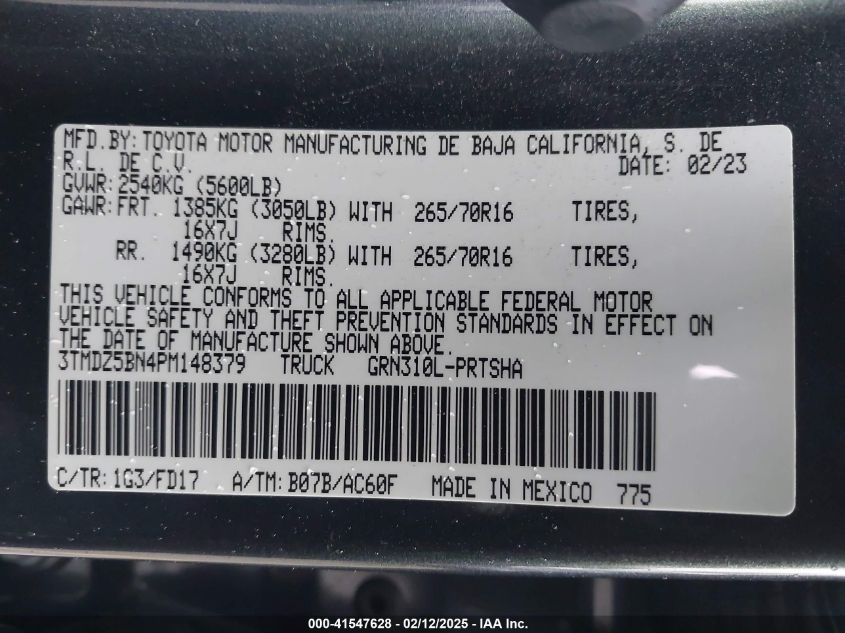 MFD. BY: TOYOTA MOTOR MANUFACTURING DE BAJA CALIFORNIA, S. DE
R.L. DE C.V. DATE: 02/23
GVWR: 2540KG (5600LB)
GAWR: FRT. 1385KG (3050LB) WITH 265/70R16 TIRES,
16X7J RIMS.
RR. 1490KG (3280LB) WITH 265/70R16 TIRES,
16X7J RIMS.
THIS VEHICLE CONFORMS TO ALL APPLICABLE FEDERAL MOTOR
VEHICLE SAFETY AND THEFT PREVENTION STANDARDS IN EFFECT ON
THE DATE OF MANUFACTURE SHOWN ABOVE.
3TMDZ5BN4PM148379 TRUCK GRN310L-PRTSHA
C/TR: 1G3/FD17 A/TM: B07B/AC60F MADE IN MEXICO 775
000-41547628 - 02/12/2025 - IAA Inc.